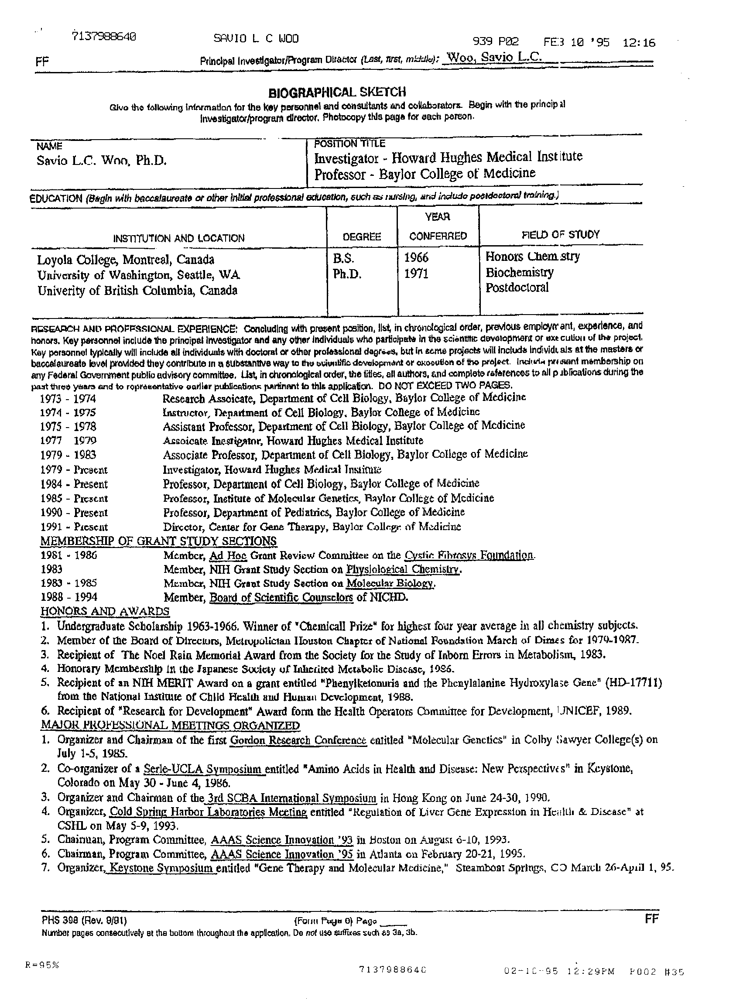 7137988640 SAVIO L C WOO 939 P02 FEB 10 '95 12:16
FF Principal Investigator/Program Director (Last, first, middle): Woo, Savio L.C.
BIOGRAPHICAL SKETCH
Give the following information for the key personnel and consultants and collaborators. Begin with the principal
investigator/program director. Photocopy this page for each person.
NAME POSITION TITLE
Savio L.C. Woo, Ph.D. Investigator - Howard Hughes Medical Institute
Professor - Baylor College of Medicine
EDUCATION (Begin with baccalaureate or other initial professional education, such as nursing, and include postdoctoral training.)
INSTITUTION AND LOCATION DEGREE YEAR CONFERRED FIELD OF STUDY
Loyola College, Montreal, Canada B.S. 1966 Honors Chemistry
University of Washington, Seattle, WA Ph.D. 1971 Biochemistry
Univerity of British Columbia, Canada Postdoctoral
RESEARCH AND PROFESSIONAL EXPERIENCE: Concluding with present position, list, in chronological order, previous employment, experience, and
honors. Key personnel include the principal investigator and any other individuals who participate in the scientific development or execution of the project.
Key personnel typically will include all individuals with doctoral or other professional degrees, but in some projects will include individuals at the masters or
baccalaureate level provided they contribute in a substantive way to the scientific development or execution of the project. Include present membership on
any Federal Government public advisory committee. List, in chronological order, the titles, all authors, and complete references to all publications during the
past three years and to representative earlier publications pertinent to this application. DO NOT EXCEED TWO PAGES.
1973 - 1974 Research Assoicate, Department of Cell Biology, Baylor College of Medicine
1974 - 1975 Instructor, Department of Cell Biology, Baylor College of Medicine
1975 - 1978 Assistant Professor, Department of Cell Biology, Baylor College of Medicine
1977 1979 Assoicate Inestigator, Howard Hughes Medical Institute
1979 - 1983 Associate Professor, Department of Cell Biology, Baylor College of Medicine
1979 - Present Investigator, Howard Hughes Medical Institute
1984 - Present Professor, Department of Cell Biology, Baylor College of Medicine
1985 - Present Professor, Institute of Molecular Genetics, Baylor College of Medicine
1990 - Present Professor, Department of Pediatrics, Baylor College of Medicine
1991 - Present Director, Center for Gene Therapy, Baylor College of Medicine
MEMBERSHIP OF GRANT STUDY SECTIONS
1981 - 1986 Member, Ad Hoc Grant Review Committee on the Cystic Fibrosys Foundation.
1983 Member, NIH Grant Study Section on Physiological Chemistry.
1983 - 1985 Member, NIH Grant Study Section on Molecular Biology.
1988 - 1994 Member, Board of Scientific Counselors of NICHD.
HONORS AND AWARDS
1. Undergraduate Scholarship 1963-1966. Winner of "Chemicall Prize" for highest four year average in all chemistry subjects.
2. Member of the Board of Directors, Metropolictan Houston Chapter of National Foundation March of Dimes for 1979-1987.
3. Recipient of The Noel Rain Memorial Award from the Society for the Study of Inborn Errors in Metabolism, 1983.
4. Honorary Membership in the Japanese Society of Inherited Metabolic Disease, 1986.
5. Recipient of an NIH MERIT Award on a grant entitled "Phenylketonuria and the Phenylalanine Hydroxylase Gene" (HD-17711)
from the National Institute of Child Health and Human Development, 1988.
6. Recipient of "Research for Development" Award form the Health Operators Committee for Development, UNICEF, 1989.
MAJOR PROFESSIONAL MEETINGS ORGANIZED
1. Organizer and Chairman of the first Gordon Research Conference entitled "Molecular Genetics" in Colby Sawyer College(s) on
July 1-5, 1985.
2. Co-organizer of a Serle-UCLA Symposium entitled "Amino Acids in Health and Disease: New Perspectives" in Keystone,
Colorado on May 30 - June 4, 1986.
3. Organizer and Chairman of the 3rd SCBA International Symposium in Hong Kong on June 24-30, 1990.
4. Organizer, Cold Spring Harbor Laboratories Meeting entitled "Regulation of Liver Gene Expression in Health & Disease" at
CSHL on May 5-9, 1993.
5. Chairman, Program Committee, AAAS Science Innovation '93 in Boston on August 6-10, 1993.
6. Chairman, Program Committee, AAAS Science Innovation '95 in Atlanta on February 20-21, 1995.
7. Organizer, Keystone Symposium entitled "Gene Therapy and Molecular Medicine," Steamboat Springs, CO March 26-April 1, 95.
PHS 398 (Rev. 9/91) (Form Page 6) Page FF
Number pages consecutively at the bottom throughout the application. Do not use suffixes such as 3a, 3b.
R=95% 7137988640 02-10-95 12:29PM P002 #35